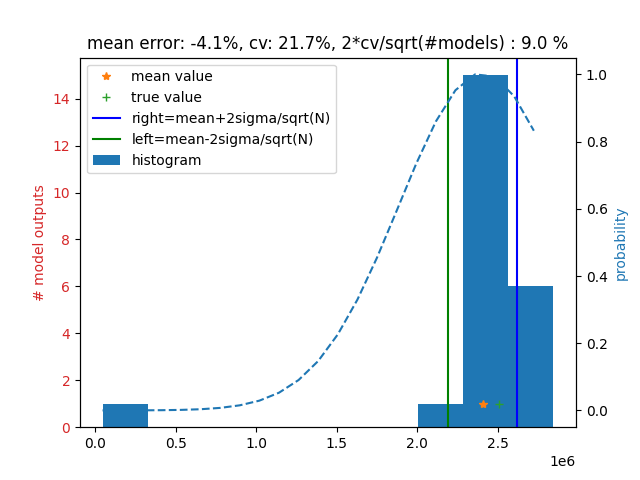 mean error: -4.1%, cv: 21.7%, 2*cv/sqrt(#models) : 9.0 %
mean value
true value
right=mean+2sigma/sqrt(N)
left=mean-2sigma/sqrt(N)
histogram
# model outputs
0
2
4
6
8
10
12
14
probability
0.0
0.2
0.4
0.6
0.8
1.0
0.0 0.5 1.0 1.5 2.0 2.5
1e6